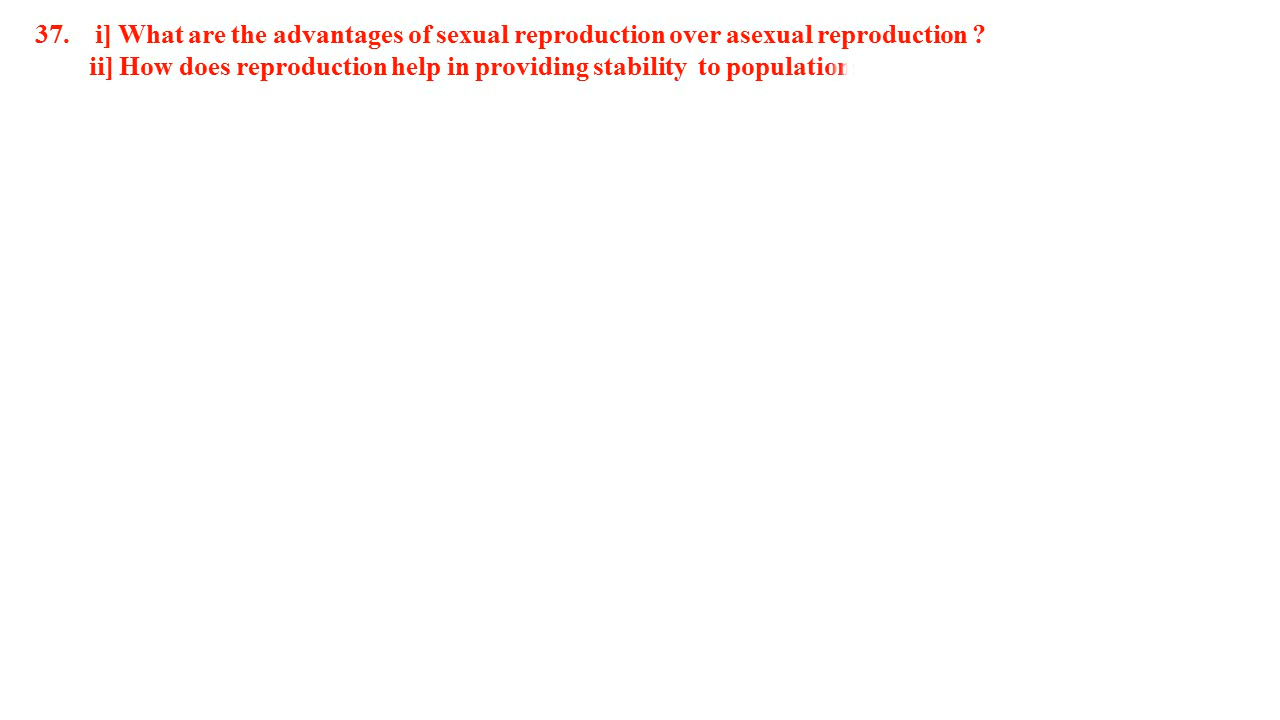 37. i] What are the advantages of sexual reproduction over asexual reproduction ?
ii] How does reproduction help in providing stability to population